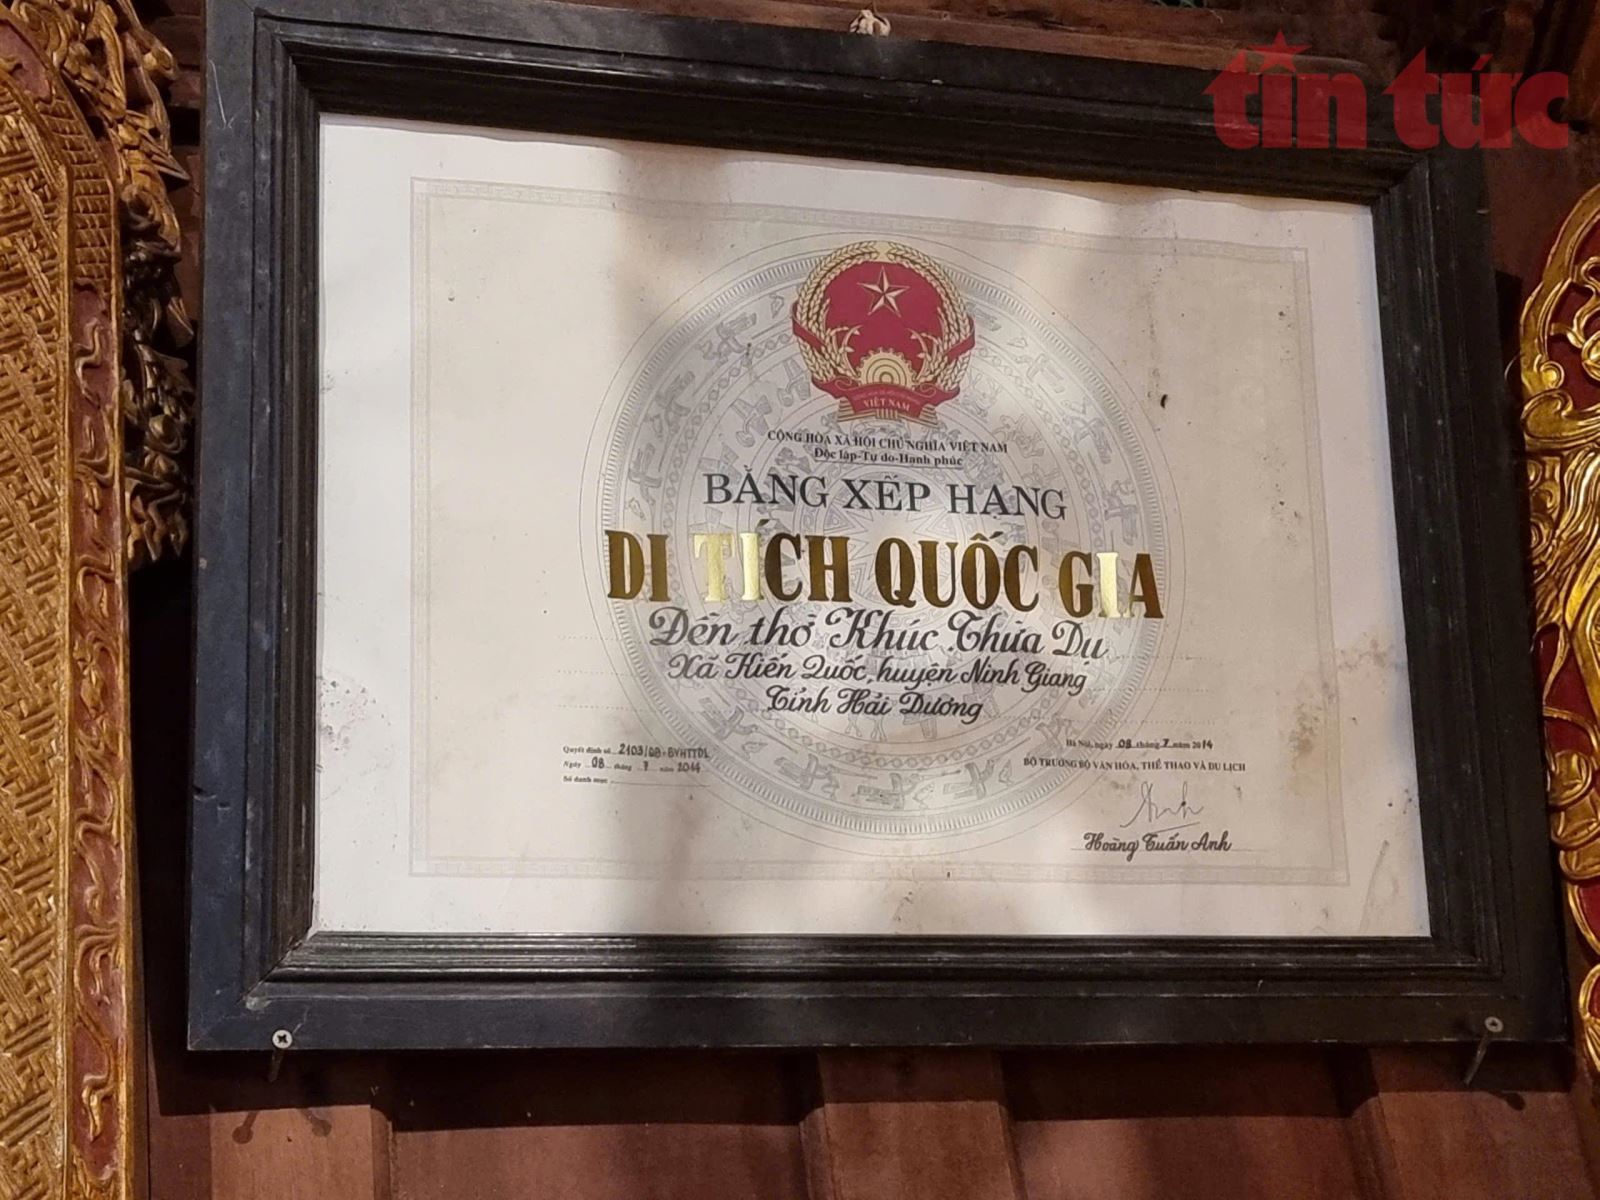 tin tức
VIỆT NAM
CỘNG HÒA XÃ HỘI CHỦ NGHĨA VIỆT NAM
Độc lập-Tự do-Hạnh phúc
BẰNG XẾP HẠNG
DI TÍCH QUỐC GIA
Đền thờ Khúc Thừa Dụ
Xã Kiến Quốc, huyện Ninh Giang
Tỉnh Hải Dương
Quyết định số 2103/QĐ-BVHTTDL
Ngày 08 tháng 7 năm 2014
Số danh mục
Hà Nội, ngày 08 tháng 7 năm 2014
BỘ TRƯỞNG BỘ VĂN HÓA, THỂ THAO VÀ DU LỊCH
Hoàng Tuấn Anh